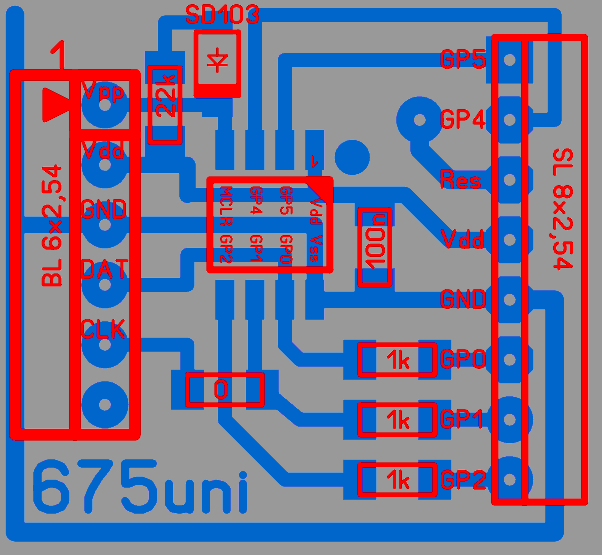 SD103
1
22k
Vpp
Vdd
GND
DAT
CLK
BL 6x2,54
1
MCLR GP4 GP5 Vdd
GP2 GP1 GP0 Vss
100n
0
1k
1k
1k
GP5
GP4
Res
Vdd
GND
GP0
GP1
GP2
SL 8x2,54
675uni